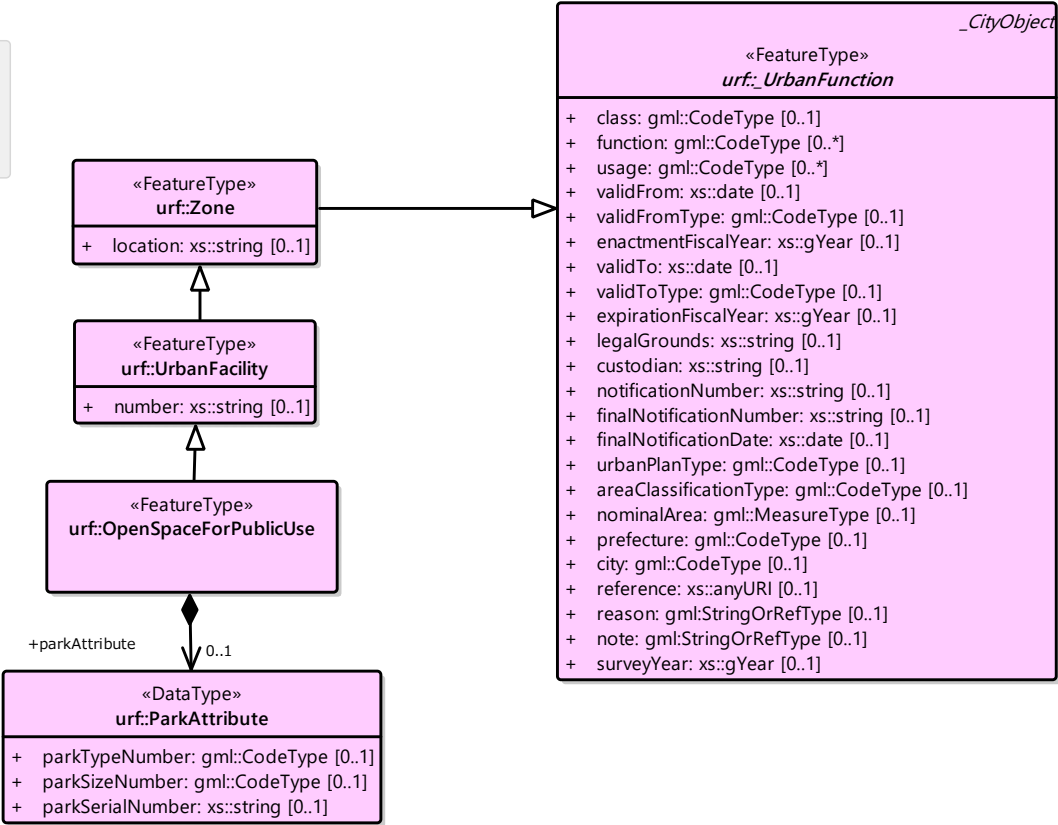 _CityObject
«FeatureType»
urf::_UrbanFunction
+ class: gml::CodeType [0..1]
+ function: gml::CodeType [0..*]
+ usage: gml::CodeType [0..*]
+ validFrom: xs::date [0..1]
+ validFromType: gml::CodeType [0..1]
+ enactmentFiscalYear: xs::gYear [0..1]
+ validTo: xs::date [0..1]
+ validToType: gml::CodeType [0..1]
+ expirationFiscalYear: xs::gYear [0..1]
+ legalGrounds: xs::string [0..1]
+ custodian: xs::string [0..1]
+ notificationNumber: xs::string [0..1]
+ finalNotificationNumber: xs::string [0..1]
+ finalNotificationDate: xs::date [0..1]
+ urbanPlanType: gml::CodeType [0..1]
+ areaClassificationType: gml::CodeType [0..1]
+ nominalArea: gml::MeasureType [0..1]
+ prefecture: gml::CodeType [0..1]
+ city: gml::CodeType [0..1]
+ reference: xs::anyURI [0..1]
+ reason: gml:StringOrRefType [0..1]
+ note: gml:StringOrRefType [0..1]
+ surveyYear: xs::gYear [0..1]
«FeatureType»
urf::Zone
+ location: xs::string [0..1]
«FeatureType»
urf::UrbanFacility
+ number: xs::string [0..1]
«FeatureType»
urf::OpenSpaceForPublicUse
+parkAttribute
0..1
«DataType»
urf::ParkAttribute
+ parkTypeNumber: gml::CodeType [0..1]
+ parkSizeNumber: gml::CodeType [0..1]
+ parkSerialNumber: xs::string [0..1]